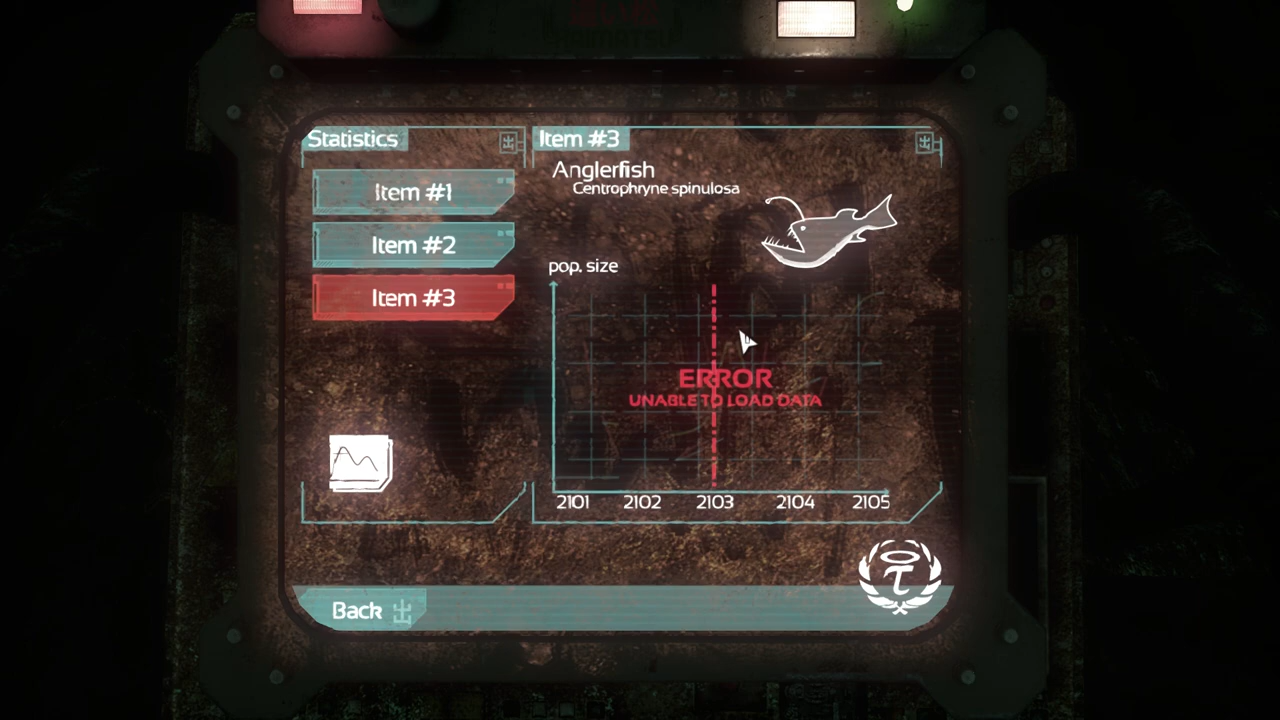 Statistics
Item #1
Item #2
Item #3
Item #3
Anglerfish
Centrophryne spinulosa
pop. size
ERROR
UNABLE TO LOAD DATA
2101 2102 2103 2104 2105
Back 出
τ